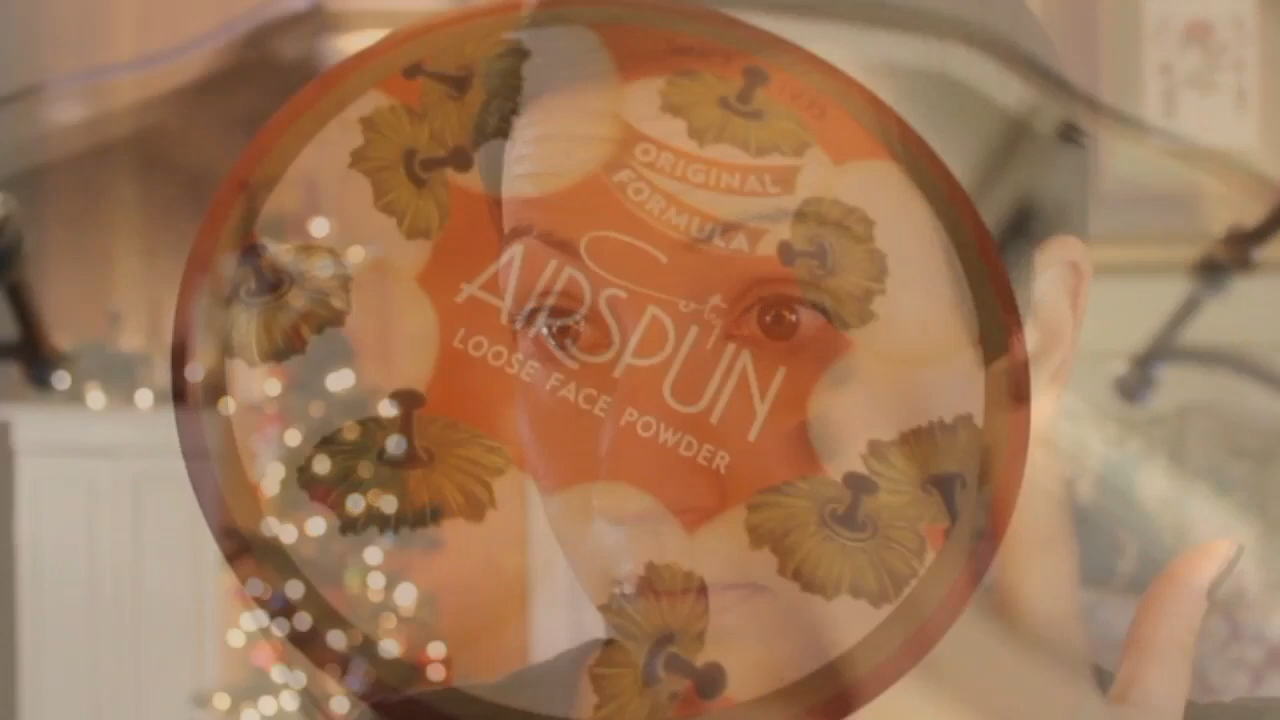 ORIGINAL
FORMULA
Coty
AIRSPUN
LOOSE FACE POWDER